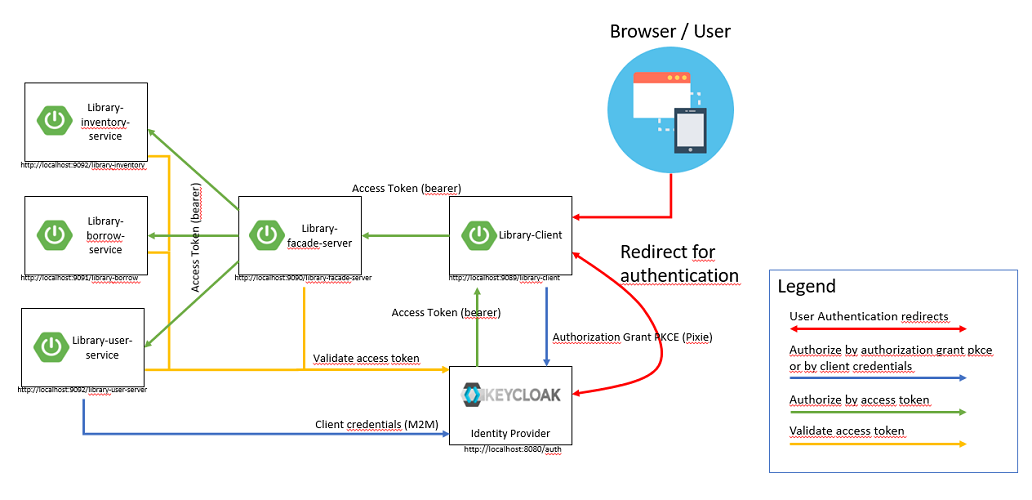 Browser / User
Library-
inventory-
service
http://localhost:9092/library-inventory
Access Token (bearer)
Library-
borrow-
service
http://localhost:9091/library-borrow
Access Token (bearer)
Library-
facade-server
http://localhost:9090/library-facade-server
Library-Client
http://localhost:9089/library-client
Redirect for
authentication
Library-user-
service
http://localhost:9092/library-user-server
Access Token (bearer)
Authorization Grant PKCE (Pixie)
Validate access token
Client credentials (M2M)
KEYCLOAK
Identity Provider
http://localhost:8080/auth
Legend
User Authentication redirects
Authorize by authorization grant pkce
or by client credentials
Authorize by access token
Validate access token